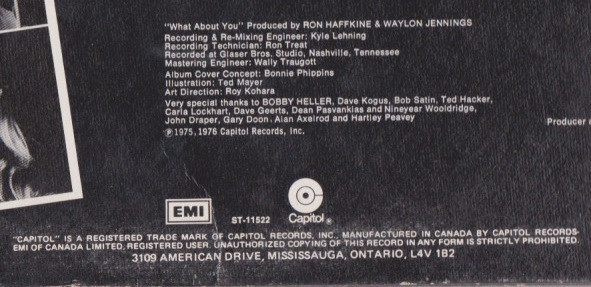 "What About You" Produced by RON HAFFKINE & WAYLON JENNINGS
Recording & Re-Mixing Engineer: Kyle Lehning
Recording Technician: Ron Treat
Recorded at Glaser Bros. Studio, Nashville, Tennessee
Mastering Engineer: Wally Traugott
Album Cover Concept: Bonnie Phippins
Illustration: Ted Mayer
Art Direction: Roy Kohara
Very special thanks to BOBBY HELLER, Dave Kogus, Bob Satin, Ted Hacker,
Carla Lockhart, Dave Geerts, Dean Pasvankias and Nineyear Wooldridge,
John Draper, Gary Doon, Alan Axelrod and Hartley Peavey
Ⓟ1975, 1976 Capitol Records, Inc.
Producer
EMI
ST-11522
Capitol®
"CAPITOL" IS A REGISTERED TRADE MARK OF CAPITOL RECORDS, INC. MANUFACTURED IN CANADA BY CAPITOL RECORDS-
EMI OF CANADA LIMITED, REGISTERED USER. UNAUTHORIZED COPYING OF THIS RECORD IN ANY FORM IS STRICTLY PROHIBITED.
3109 AMERICAN DRIVE, MISSISSAUGA, ONTARIO, L4V 1B2